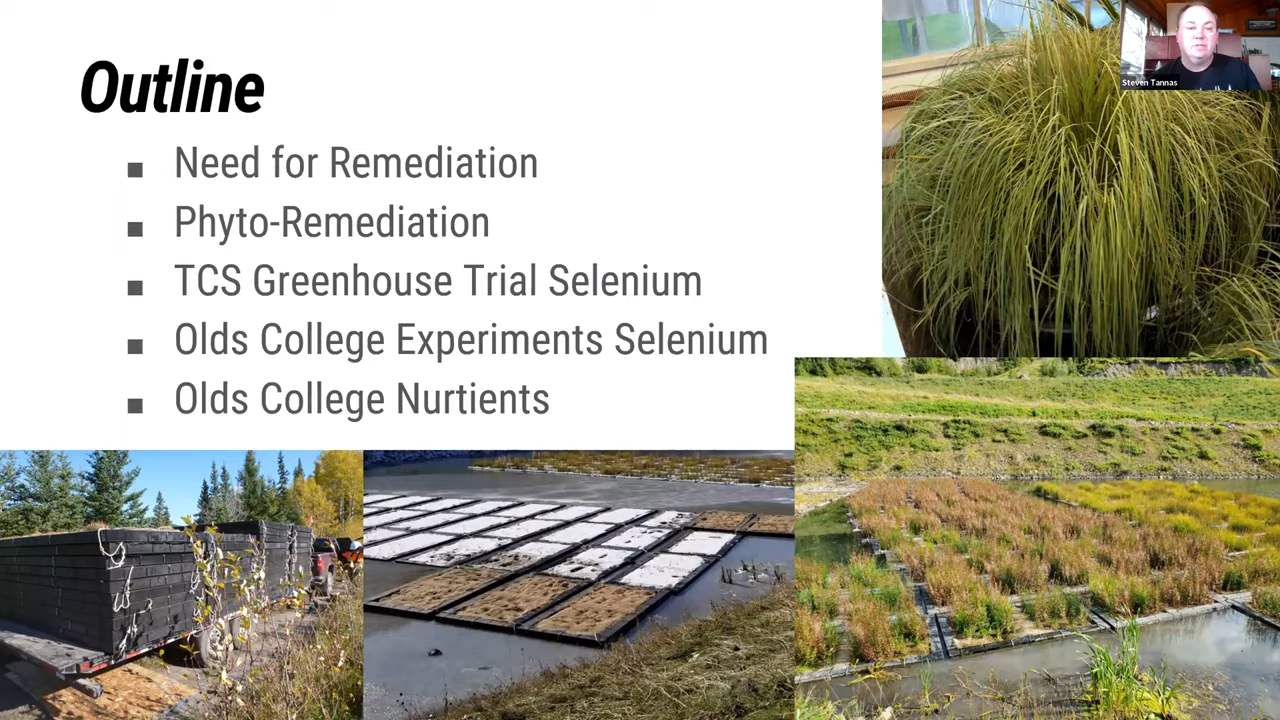 Outline
Need for Remediation
Phyto-Remediation
TCS Greenhouse Trial Selenium
Olds College Experiments Selenium
Olds College Nurtients
Steven Tannas